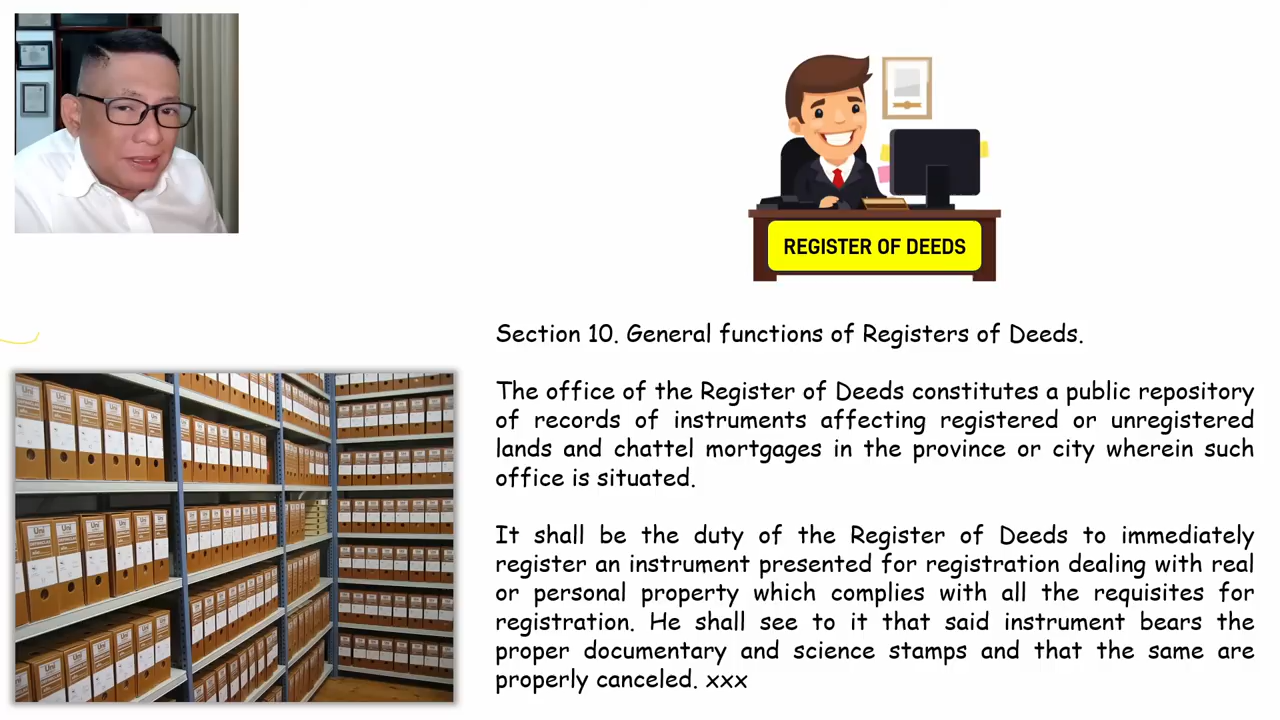 REGISTER OF DEEDS
Section 10. General functions of Registers of Deeds.
The office of the Register of Deeds constitutes a public repository
of records of instruments affecting registered or unregistered
lands and chattel mortgages in the province or city wherein such
office is situated.
It shall be the duty of the Register of Deeds to immediately
register an instrument presented for registration dealing with real
or personal property which complies with all the requisites for
registration. He shall see to it that said instrument bears the
proper documentary and science stamps and that the same are
properly canceled. xxx